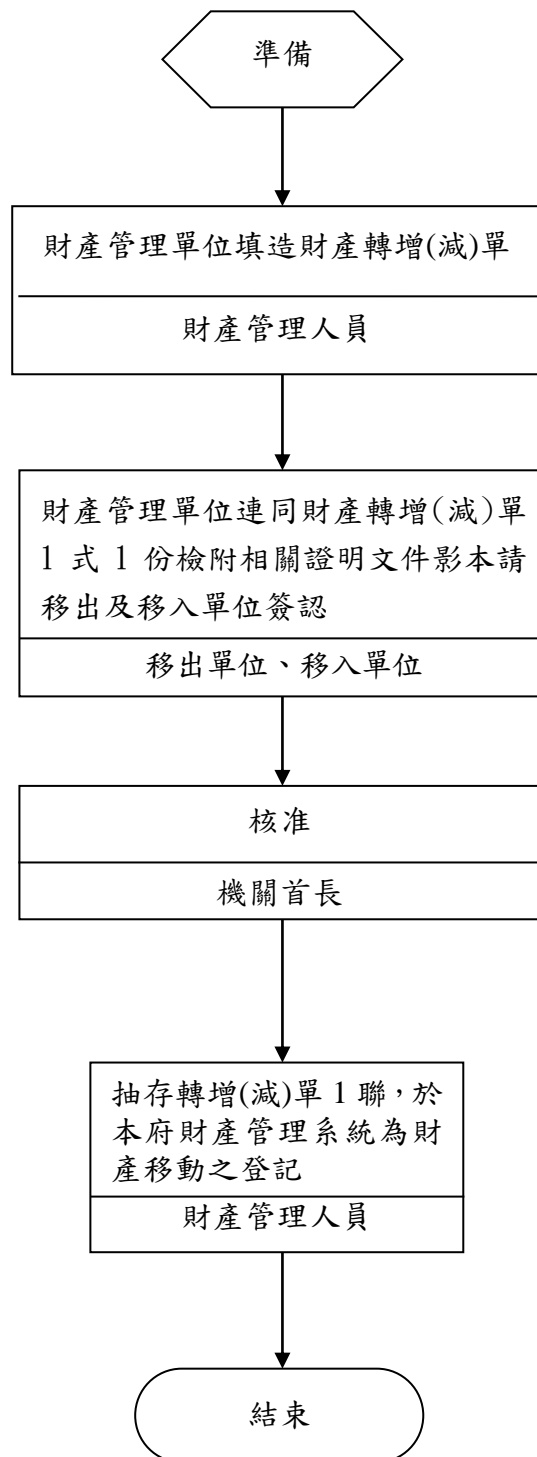 準備
財產管理單位填造財產轉增(減)單
財產管理人員
財產管理單位連同財產轉增(減)單
1 式 1 份檢附相關證明文件影本請
移出及移入單位簽認
移出單位、移入單位
核准
機關首長
抽存轉增(減)單 1 聯，於
本府財產管理系統為財
產移動之登記
財產管理人員
結束